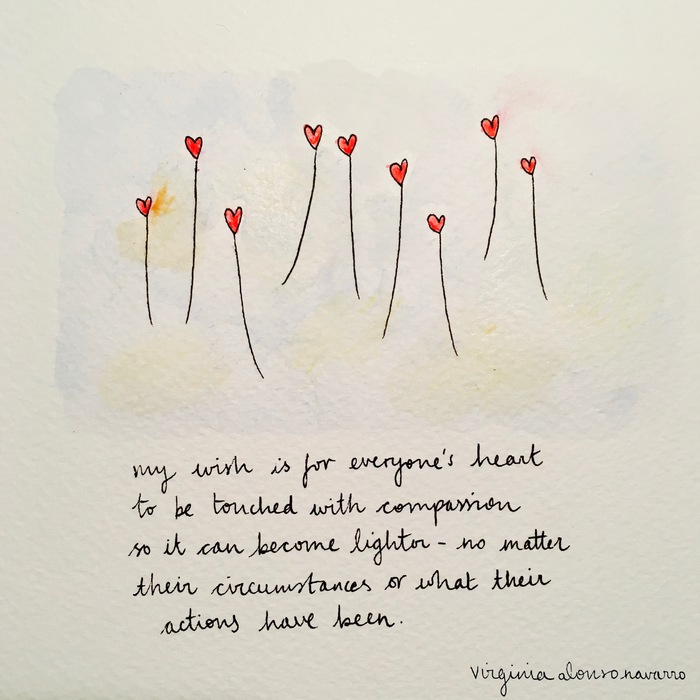 my wish is for everyone's heart
to be touched with compassion
so it can become lighter - no matter
their circumstances or what their
actions have been.
Virginia alonso navarro